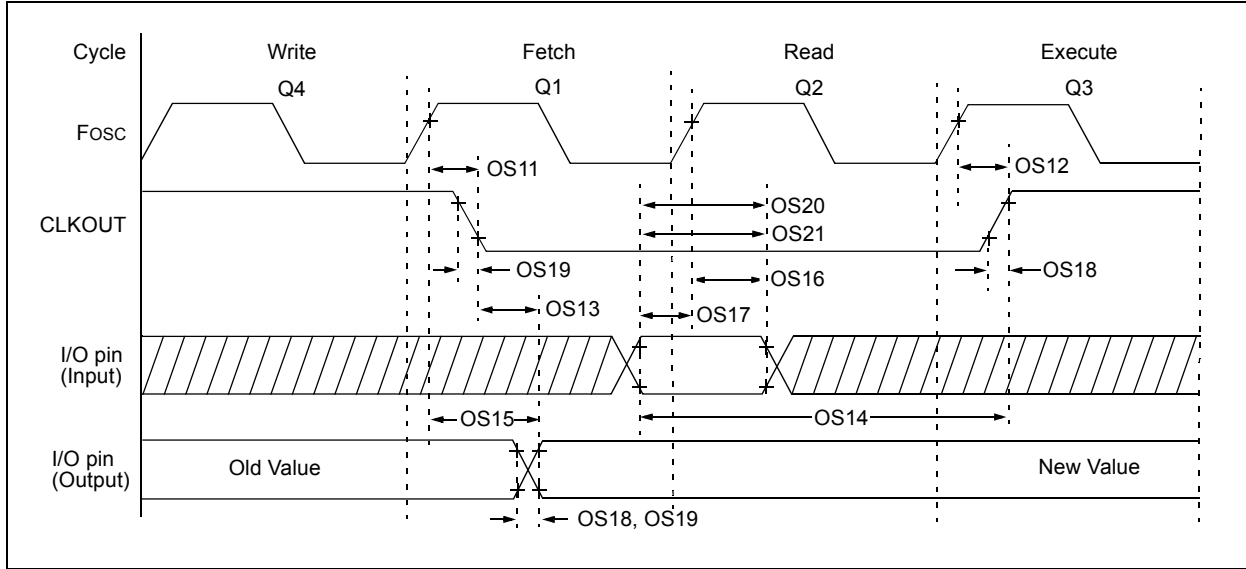 Cycle Write Fetch Read Execute
Q4 Q1 Q2 Q3
FOSC
OS11 OS12
CLKOUT
OS20
OS21
OS19 OS16 OS18
OS13 OS17
I/O pin
(Input)
OS15 OS14
I/O pin
(Output)
Old Value New Value
OS18, OS19